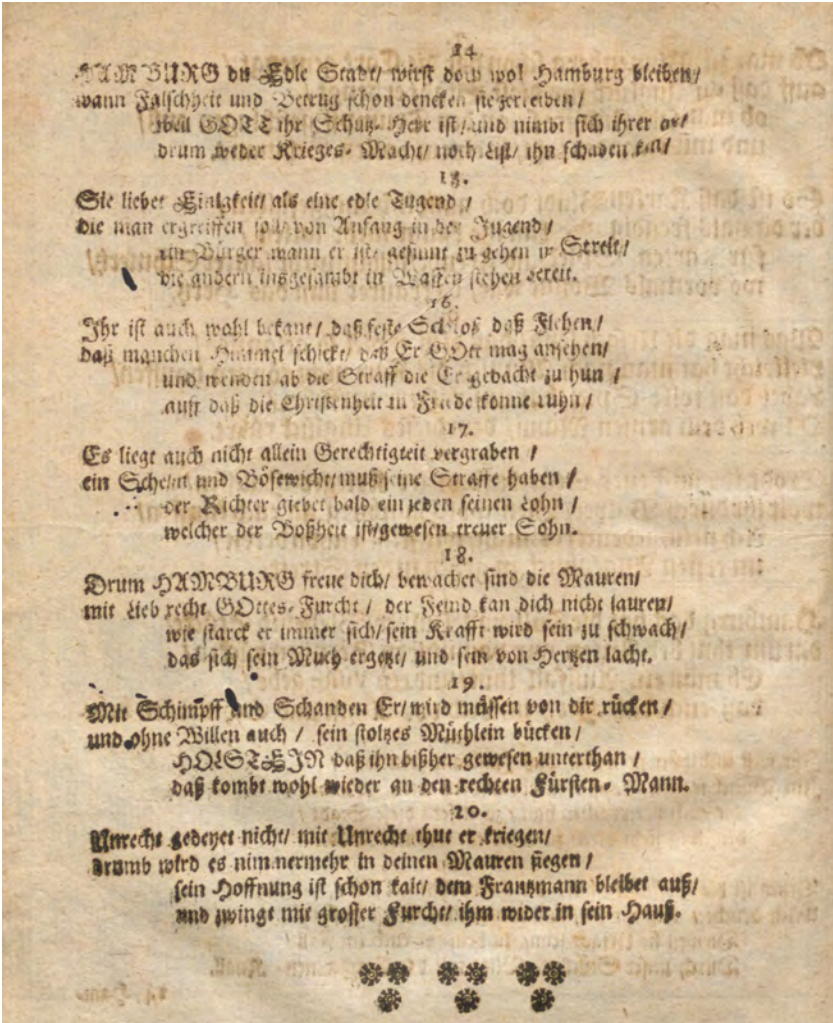 14.
HAMBURG du Edle Stadt/ wirst doch wol Hamburg bleiben/
wann Falschheit und Betrug schon dencken
weil GOTT ihr Schutz-Herr ist/ und nimbt sich ihrer an/
drum weder Krieges-Macht/ noch List/ ihn schaden kan/
15.
Sie liebet Einigkeit/ als eine edle Tugend/
die man ergreiffen sol/ von Anfang in der Jugend/
ein Bürger wann er ist/ gesinnt zu gehen in Streit/
die andern insgesambt in Waffen stehen bereit.
16.
Ihr ist auch wohl bekant/ daß feste Schloß daß Flehen/
daß manchen Himmel schickt/ daß Er GOtt mag ansehen/
und wenden ab die Straff die Er gedacht zu thun/
auff daß die Christenheit in Friede konne ruhn/
17.
Es liegt auch nicht allein Gerechtigkeit vergraben/
ein Schelm und Bösewicht/ muß seine Straffe haben/
der Richter giebet bald ein jeden seinen Lohn/
welcher der Boßheit ist/ gewesen treuer Sohn.
18.
Drum HAMBURG freue dich/ bewachet sind die Mauren/
mit Lieb recht GOttes-Furcht/ der Feind kan dich nicht lauren/
wie starck er immer sich/ sein Krafft wird sein zu schwach/
das sich sein Muth ergetzt/ und sein von Hertzen lacht.
19.
Mit Schimpff und Schanden Er/ wird müssen von dir rücken/
und ohne Willen auch/ sein stoltzes Müthlein bücken/
HOLSTEIN daß ihn bißher gewesen unterthan/
daß kombt wohl wieder an den rechten Fürsten-Mann.
20.
Unrecht gedeyet nicht/ mit Unrecht thut er kriegen/
drumb wird es nimmermehr in deinen Mauren siegen/
sein Hoffnung ist schon kalt/ dem Frantzmann bleibet auß/
und zwingt mit grosser Furcht/ ihm wider in sein Hauß.